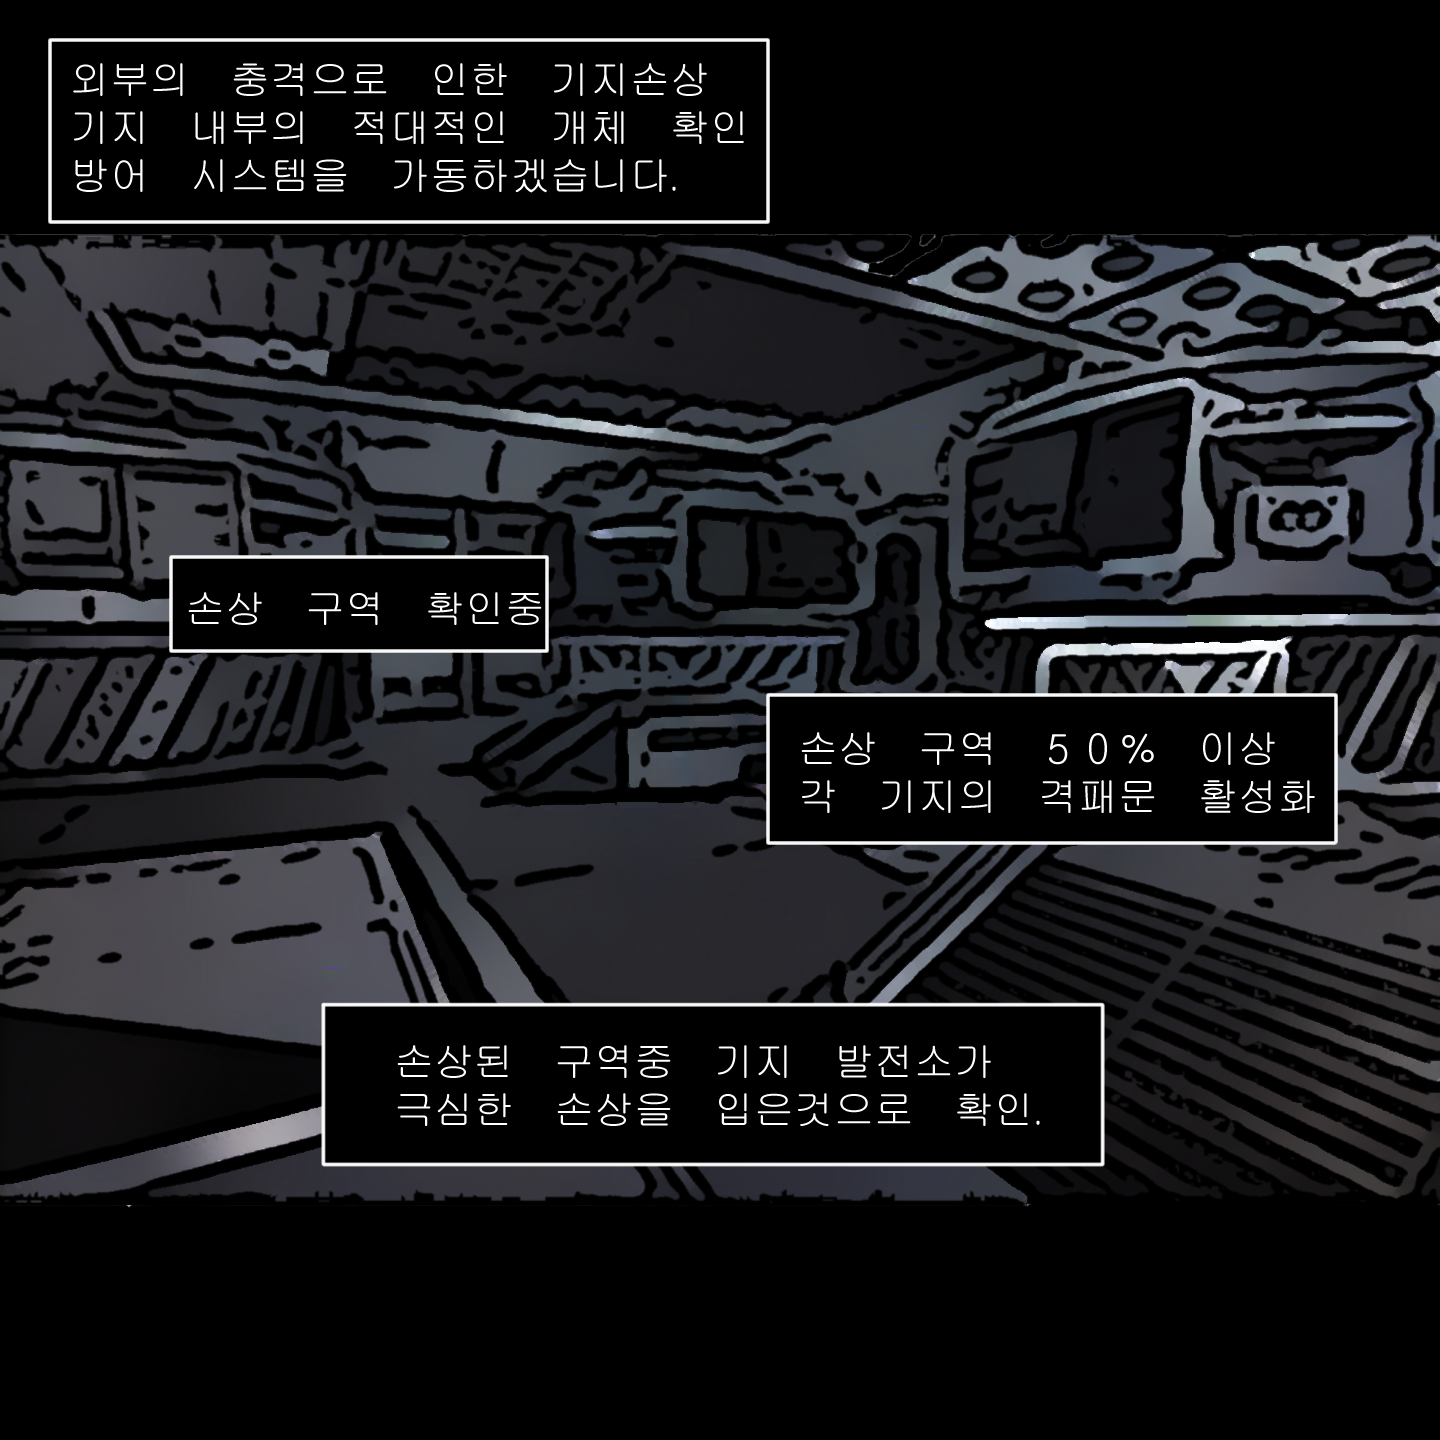 외부의 충격으로 인한 기지손상
기지 내부의 적대적인 개체 확인
방어 시스템을 가동하겠습니다.
손상 구역 확인중
손상 구역 50% 이상
각 기지의 격패문 활성화
손상된 구역중 기지 발전소가
극심한 손상을 입은것으로 확인.